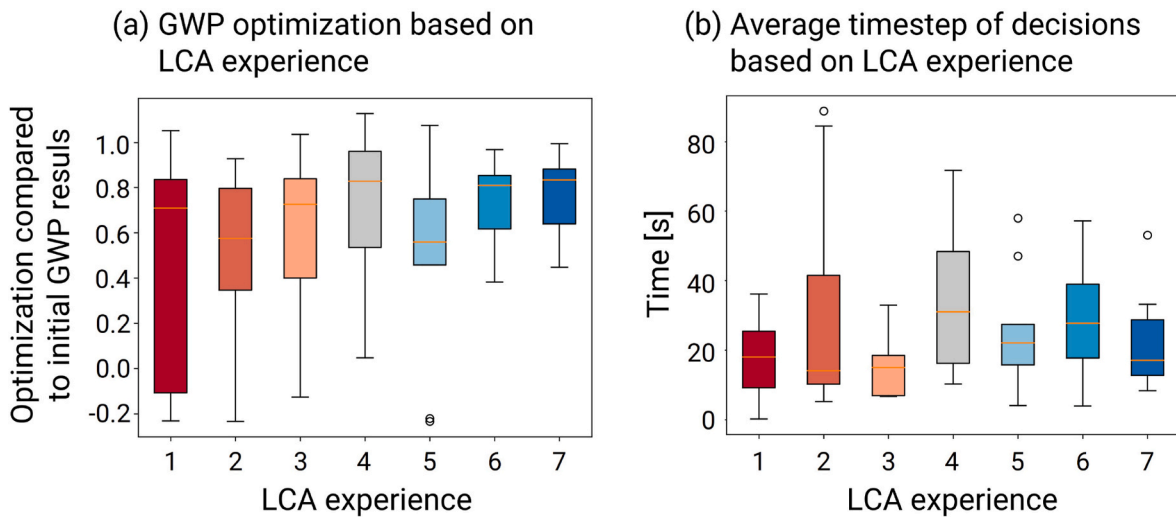 (a) GWP optimization based on
LCA experience
Optimization compared
to initial GWP resuls
1.0
0.8
0.6
0.4
0.2
0.0
-0.2
1 2 3 4 5 6 7
LCA experience
(b) Average timestep of decisions
based on LCA experience
Time [s]
80
60
40
20
0
1 2 3 4 5 6 7
LCA experience